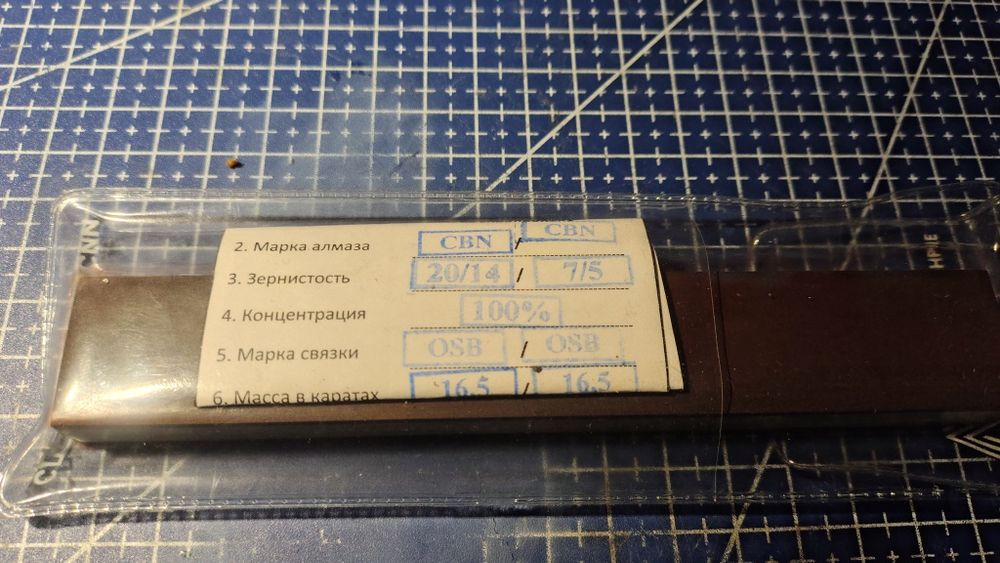 2. Марка алмаза CBN / CBN
3. Зернистость 20/14 / 7/5
4. Концентрация 100%
5. Марка связки OSB / OSB
6. Масса в каратах 16,5 / 16,5